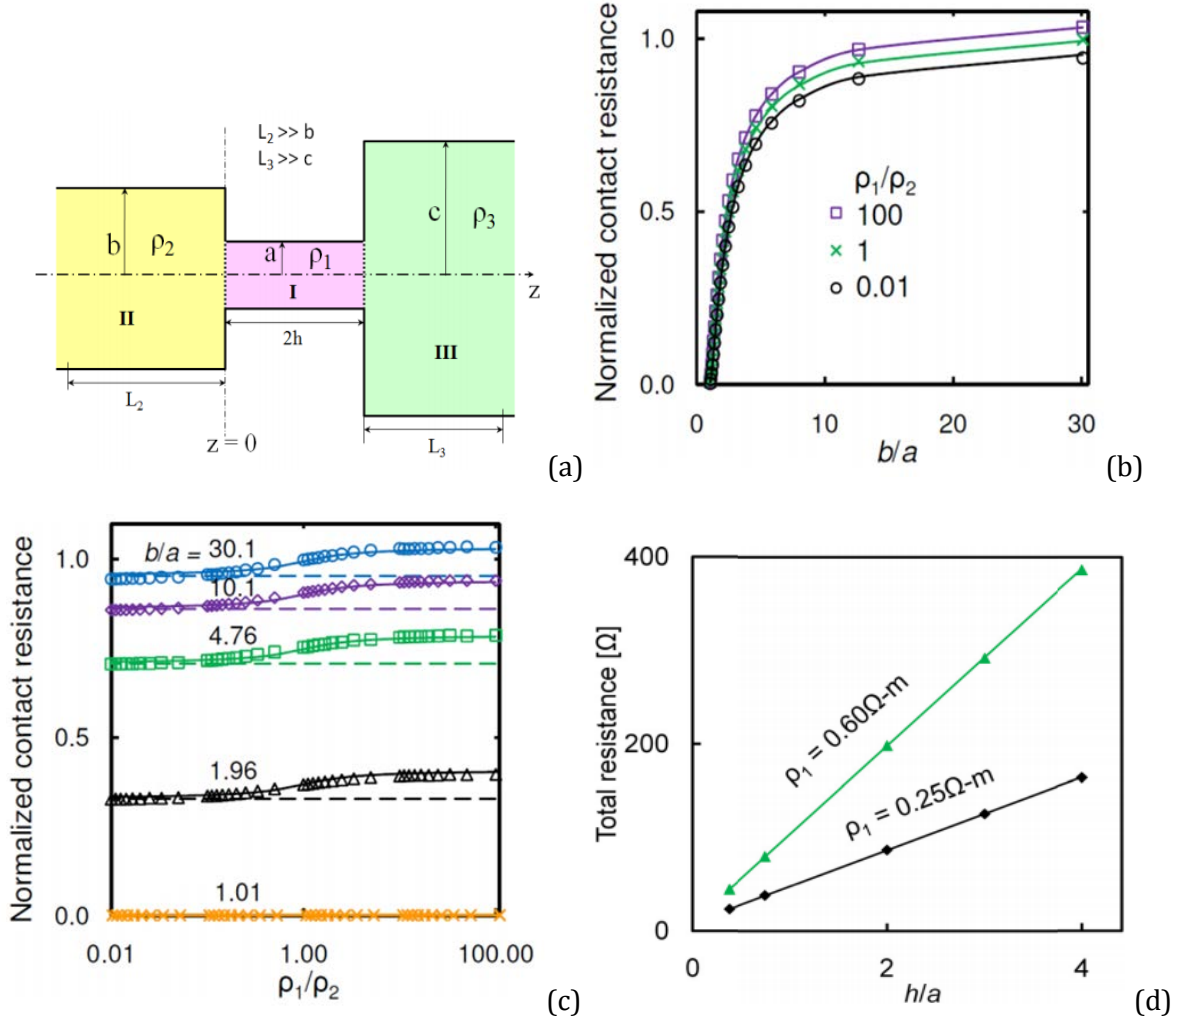 L₂ >> b
L₃ >> c
b
ρ₂
a
ρ₁
c
ρ₃
z
I
II
2h
III
L₂
z = 0
L₃
(a)
Normalized contact resistance
1.0
0.5
0.0
ρ₁/ρ₂
100
1
0.01
0
10
20
30
b/a
(b)
Normalized contact resistance
1.0
0.5
0.0
b/a = 30.1
10.1
4.76
1.96
1.01
0.01
1.00
100.00
ρ₁/ρ₂
(c)
Total resistance [Ω]
400
200
0
ρ₁ = 0.60Ω-m
ρ₁ = 0.25Ω-m
0
2
4
h/a
(d)